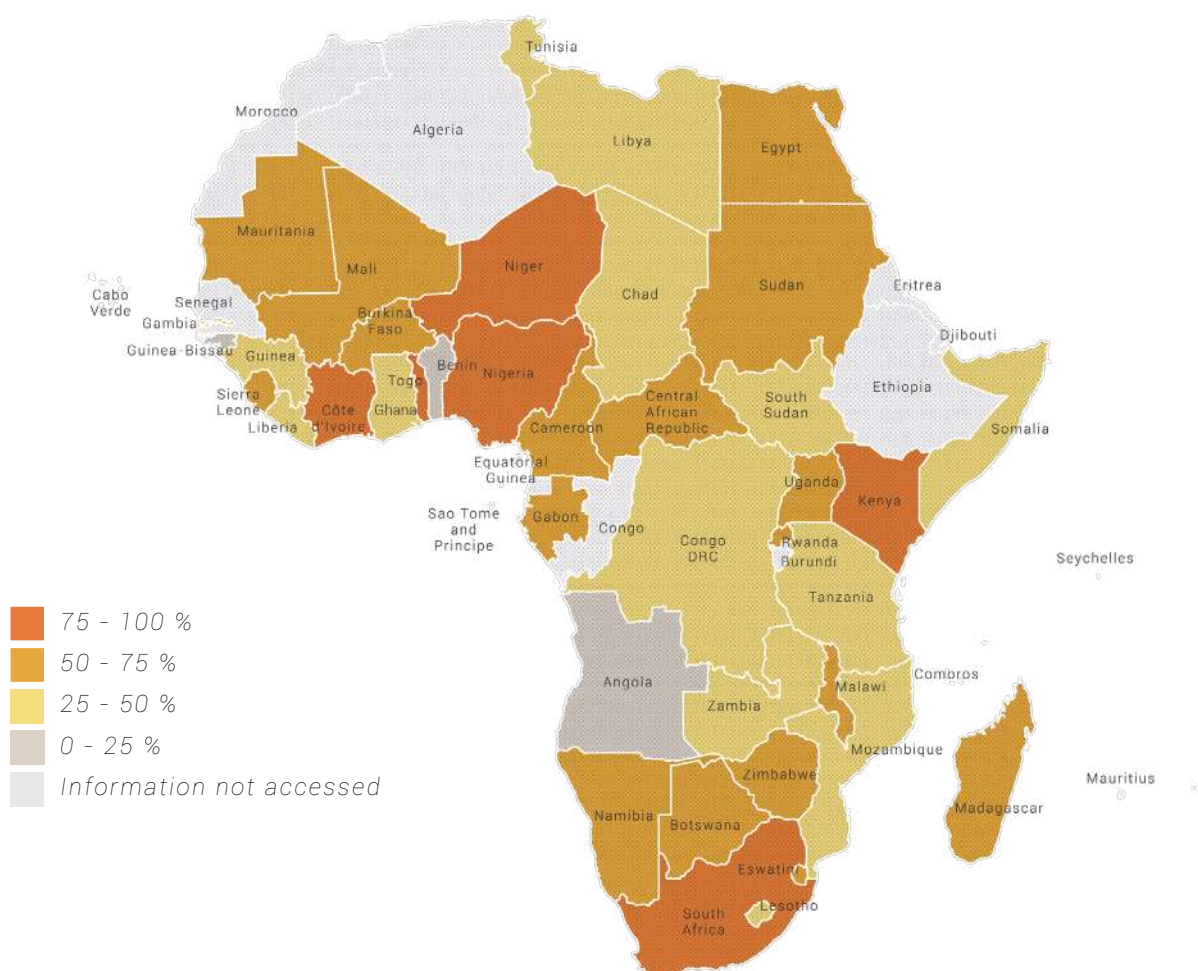 Tunisia
Morocco
Algeria
Libya
Egypt
Mauritania
Mali
Niger
Chad
Sudan
Eritrea
Cabo
Verde
Senegal
Gambia
Guinea-Bissau
Guinea
Burkina
Faso
Djibouti
Benin
Nigeria
Togo
Ghana
Sierra
Leone
Liberia
Côte
d'Ivoire
Cameroon
Central
African
Republic
South
Sudan
Ethiopia
Somalia
Equatorial
Guinea
Uganda
Kenya
Sao Tome
and
Principe
Gabon
Congo
Congo
DRC
Rwanda
Burundi
Seychelles
Tanzania
75 - 100 %
50 - 75 %
25 - 50 %
0 - 25 %
Information not accessed
Angola
Zambia
Malawi
Comoros
Mozambique
Zimbabwe
Mauritius
Madagascar
Namibia
Botswana
Eswatini
Lesotho
South
Africa